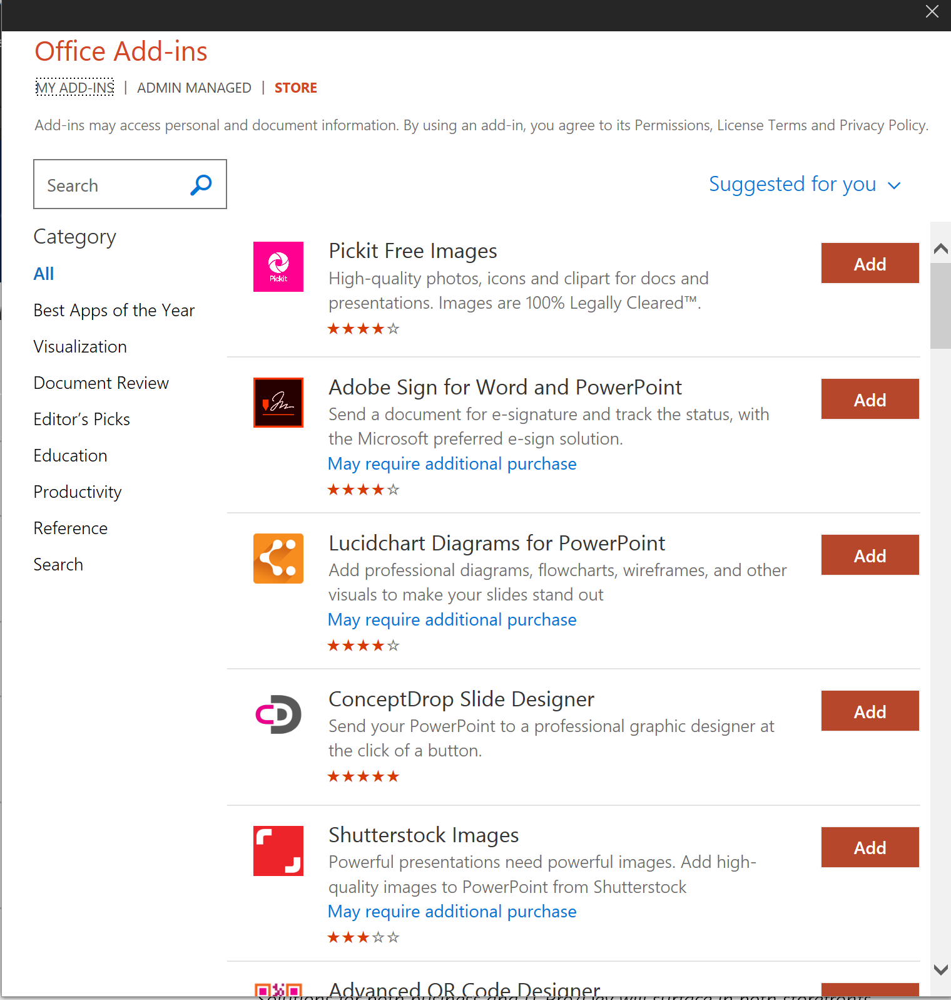 Office Add-ins
MY ADD-INS | ADMIN MANAGED | STORE
Add-ins may access personal and document information. By using an add-in, you agree to its Permissions, License Terms and Privacy Policy.
Search
Suggested for you
Category
All
Best Apps of the Year
Visualization
Document Review
Editor's Picks
Education
Productivity
Reference
Search
Pickit
Pickit Free Images
High-quality photos, icons and clipart for docs and
presentations. Images are 100% Legally Cleared™.
Add
Adobe Sign for Word and PowerPoint
Send a document for e-signature and track the status, with
the Microsoft preferred e-sign solution.
May require additional purchase
Add
Lucidchart Diagrams for PowerPoint
Add professional diagrams, flowcharts, wireframes, and other
visuals to make your slides stand out
May require additional purchase
Add
ConceptDrop Slide Designer
Send your PowerPoint to a professional graphic designer at
the click of a button.
Add
Shutterstock Images
Powerful presentations need powerful images. Add high-
quality images to PowerPoint from Shutterstock
May require additional purchase
Add
Advanced QR Code Designer
will surface in both storefronts